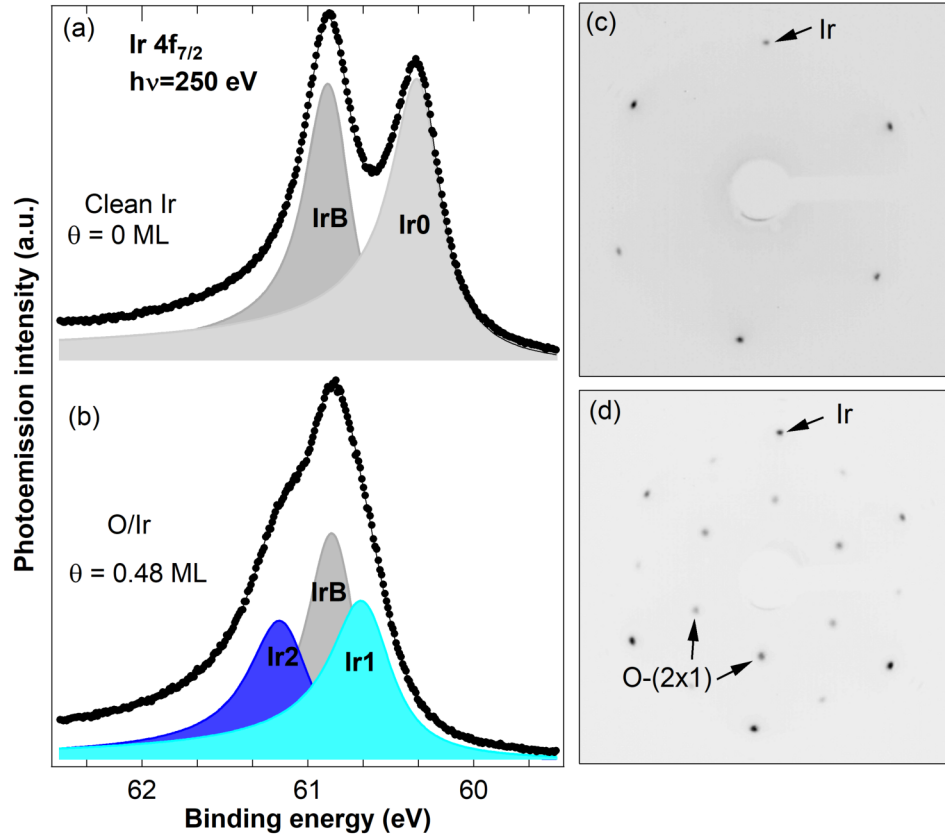 (a)
Ir 4f7/2
hν=250 eV
Clean Ir
θ = 0 ML
IrB
Ir0
(b)
O/Ir
θ = 0.48 ML
IrB
Ir2
Ir1
62
61
60
Binding energy (eV)
Photoemission intensity (a.u.)
(c)
Ir
(d)
Ir
O-(2x1)